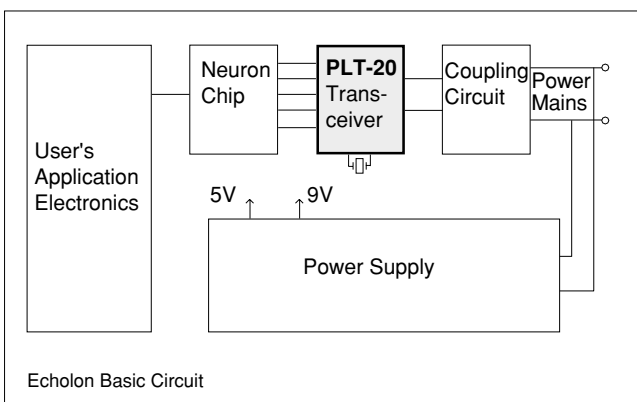 User's
Application
Electronics
Neuron
Chip
PLT-20
Trans-
ceiver
Coupling
Circuit
Power
Mains
5V
9V
Power Supply
Echelon Basic Circuit